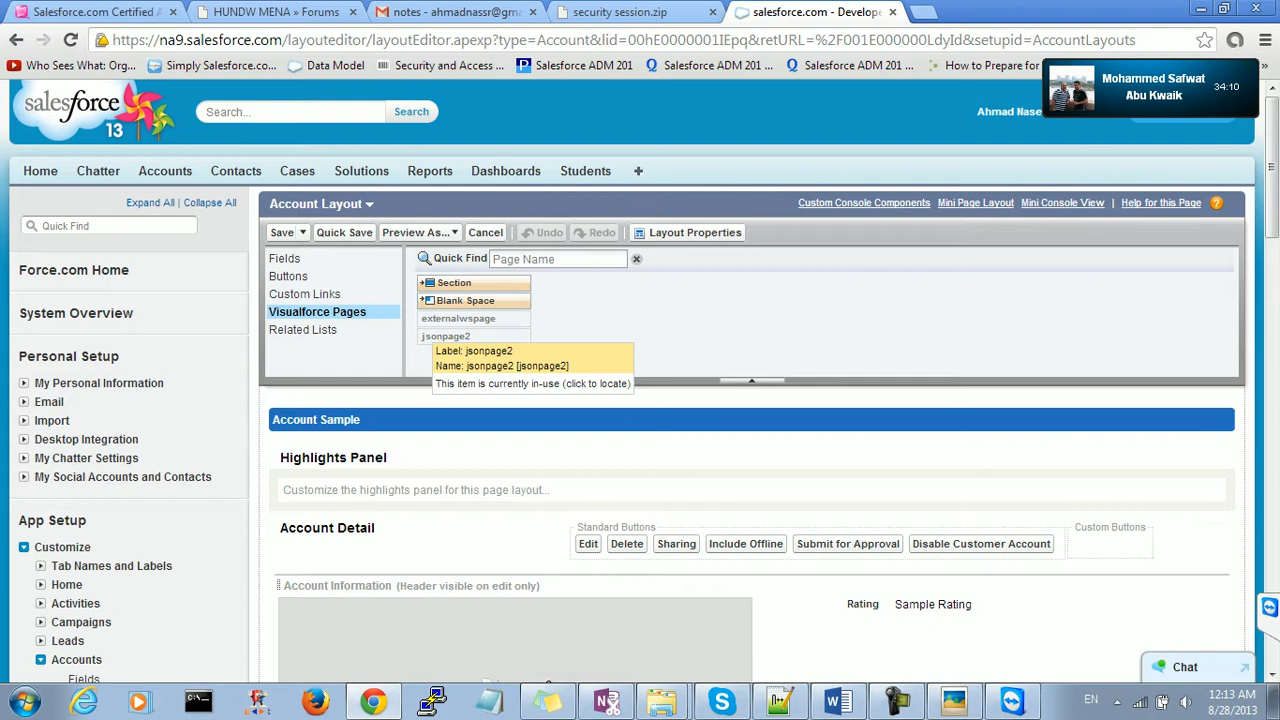 salesforce.com Certified A
HUNDW MENA » Forums
notes - ahmadnassr@gma
security session.zip
salesforce.com - Develope
https://na9.salesforce.com/layouteditor/layoutEditor.apexp?type=Account&lid=00hE0000001IEpq&retURL=%2F001E000000LdyId&setupid=AccountLayouts
Who Sees What: Org...
Simply Salesforce.co...
Data Model
Security and Access...
Salesforce ADM 201
Salesforce ADM 201 ...
Salesforce ADM 201 ...
How to Prepare for
Mohammed Safwat
Abu Kwaik
34:10
salesforce
13
Search...
Search
Ahmad Nase
Home
Chatter
Accounts
Contacts
Cases
Solutions
Reports
Dashboards
Students
+
Expand All | Collapse All
Quick Find
Force.com Home
System Overview
Personal Setup
My Personal Information
Email
Import
Desktop Integration
My Chatter Settings
My Social Accounts and Contacts
App Setup
Customize
Tab Names and Labels
Home
Activities
Campaigns
Leads
Accounts
Fields
Account Layout
Custom Console Components
Mini Page Layout
Mini Console View
| Help for this Page
Save
Quick Save
Preview As...
Cancel
Undo
Redo
Layout Properties
Fields
Buttons
Custom Links
Visualforce Pages
Related Lists
Quick Find
Page Name
Section
Blank Space
externalwspage
jsonpage2
Label: jsonpage2
Name: jsonpage2 [jsonpage2]
This item is currently in-use (click to locate)
Account Sample
Highlights Panel
Customize the highlights panel for this page layout...
Account Detail
Standard Buttons
Edit
Delete
Sharing
Include Offline
Submit for Approval
Disable Customer Account
Custom Buttons
Account Information (Header visible on edit only)
Rating
Sample Rating
Chat
EN
12:13 AM
8/28/2013